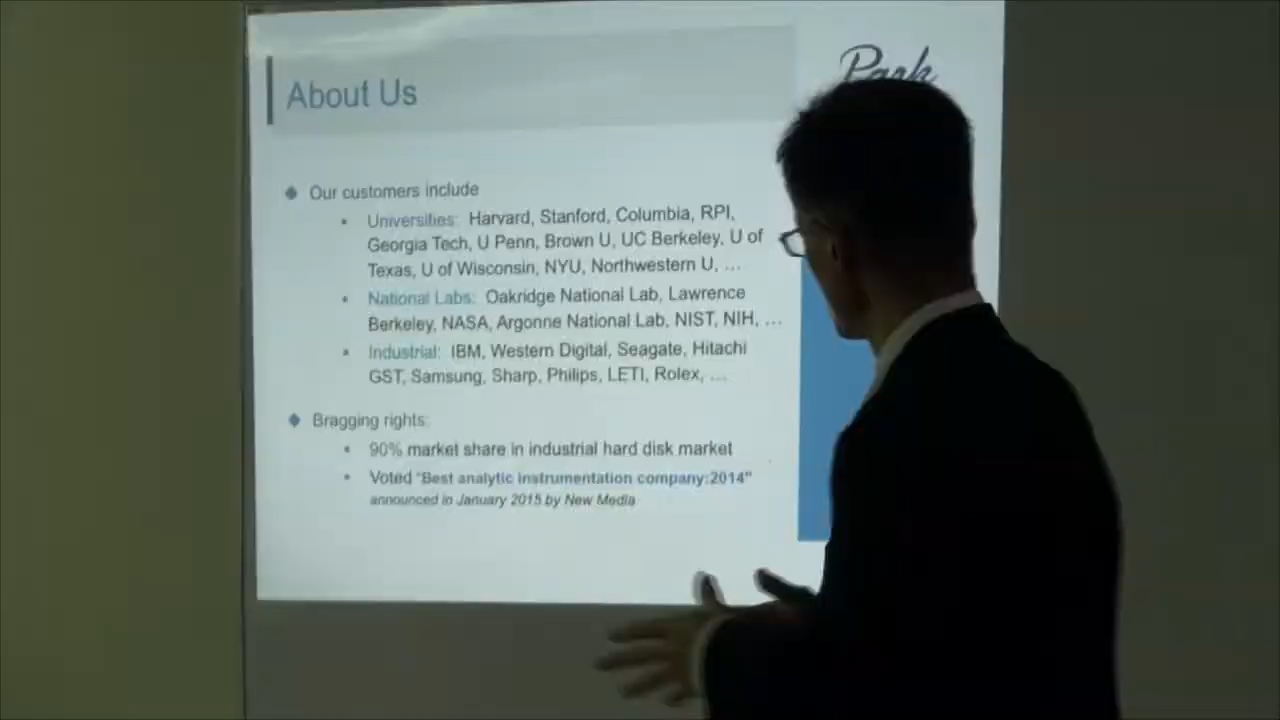 Park
About Us
Our customers include
Universities: Harvard, Stanford, Columbia, RPI,
Georgia Tech, U Penn, Brown U, UC Berkeley, U of
Texas, U of Wisconsin, NYU, Northwestern U, …
National Labs: Oakridge National Lab, Lawrence
Berkeley, NASA, Argonne National Lab, NIST, NIH, …
Industrial: IBM, Western Digital, Seagate, Hitachi
GST, Samsung, Sharp, Philips, LETI, Rolex, …
Bragging rights:
90% market share in industrial hard disk market
Voted "Best analytic instrumentation company:2014"
announced in January 2015 by New Media